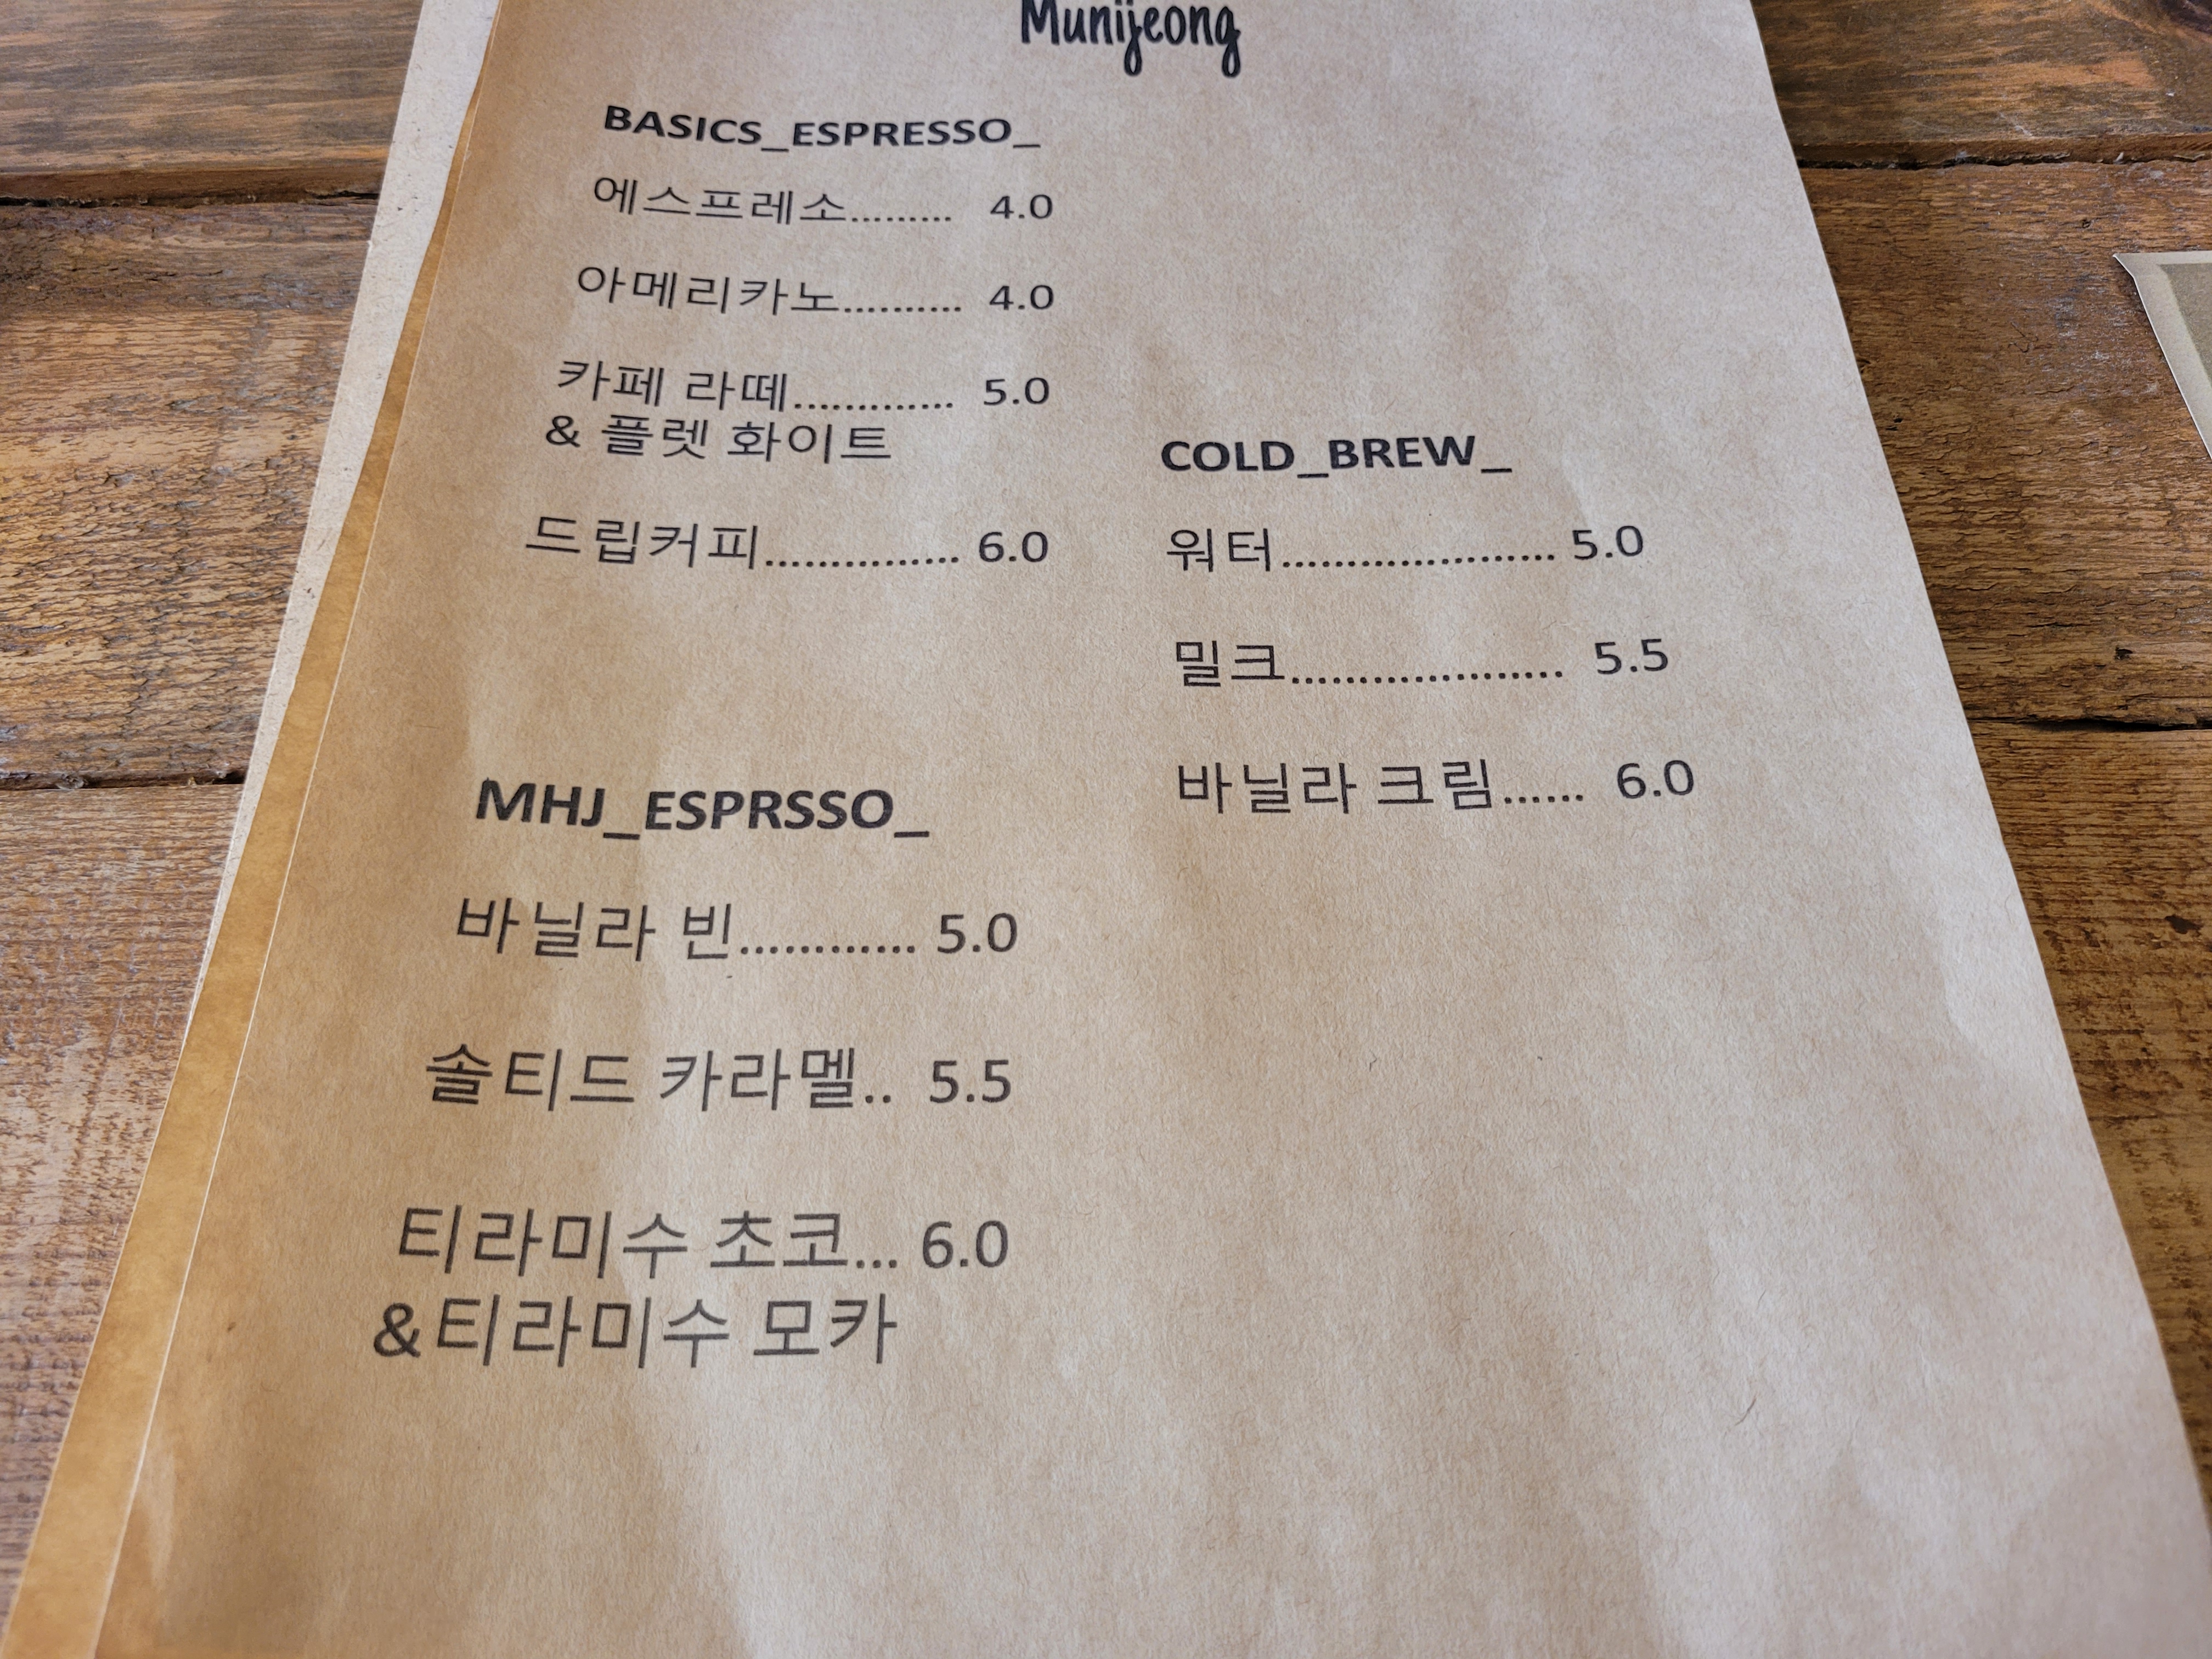 Munijeong
BASICS_ESPRESSO_
에스프레소......... 4.0
아메리카노.......... 4.0
카페 라떼............. 5.0
& 플렛 화이트
드립커피............... 6.0
MHJ_ESPRSSO_
바닐라 빈............ 5.0
솔티드 카라멜.. 5.5
티라미수 초코... 6.0
&티라미수 모카
COLD_BREW_
워터..................... 5.0
밀크..................... 5.5
바닐라 크림...... 6.0